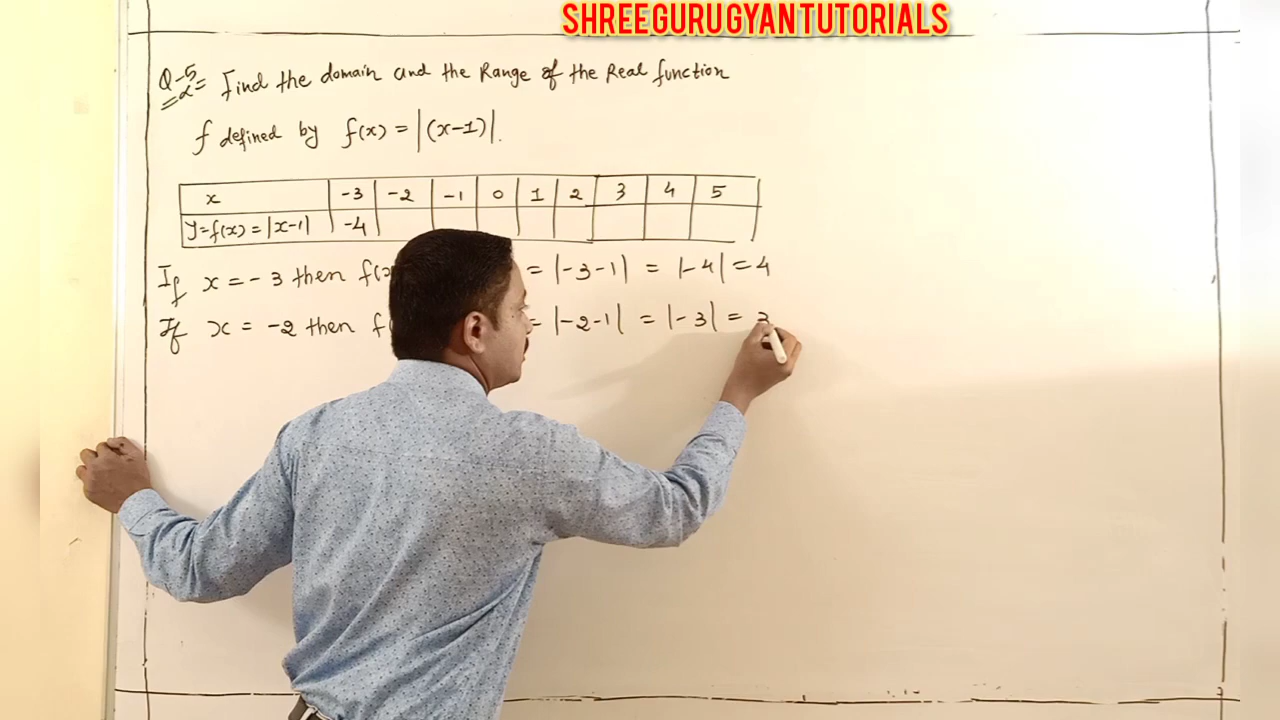 SHREE GURU GYAN TUTORIALS
Q-5 Find the domain and the Range of the Real function
f defined by f(x) = |(x-1)|.
x -3 -2 -1 0 1 2 3 4 5
y=f(x) = |x-1| -4
If x = -3 then f(x = |-3-1| = |-4| = 4
If x = -2 then f( = |-2-1| = |-3| = 3